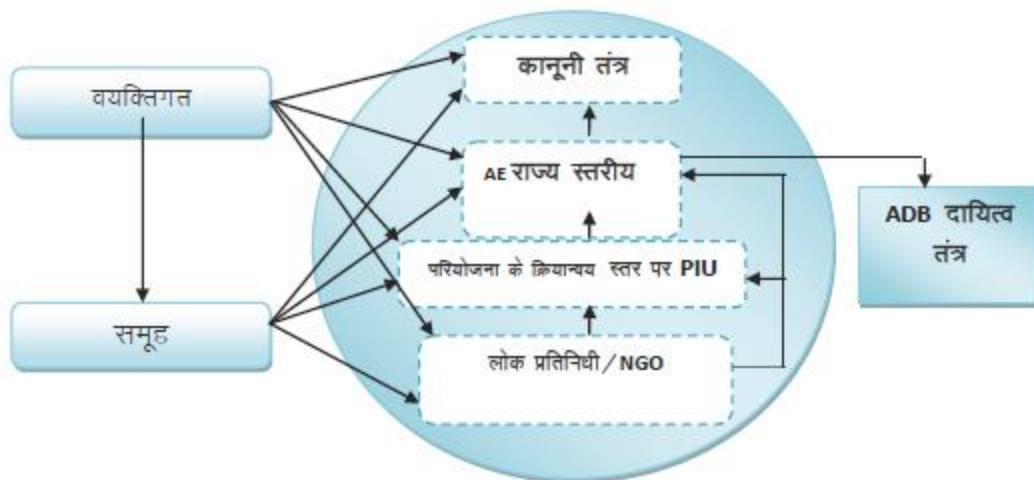 कानूनी तंत्र
वयक्तिगत
AE राज्य स्तरीय
ADB दायित्व
तंत्र
परियोजना के क्रियान्वय स्तर पर PIU
समूह
लोक प्रतिनिधी/NGO